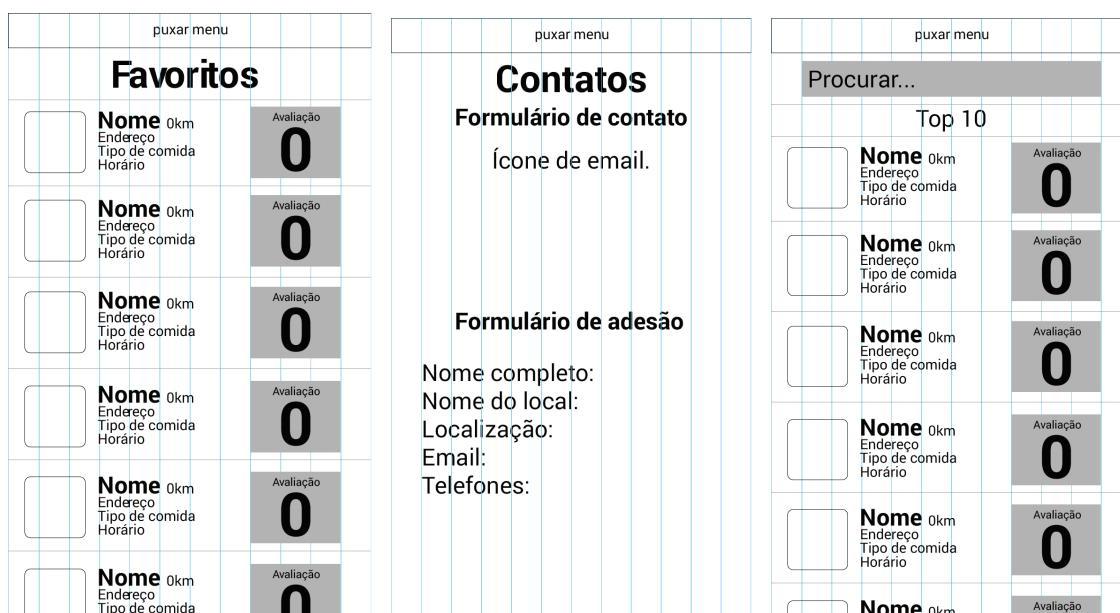 puxar menu
Favoritos
Nome 0km
Endereço
Tipo de comida
Horário
Avaliação
0
Nome 0km
Endereço
Tipo de comida
Horário
Avaliação
0
Nome 0km
Endereço
Tipo de comida
Horário
Avaliação
0
Nome 0km
Endereço
Tipo de comida
Horário
Avaliação
0
Nome 0km
Endereço
Tipo de comida
Horário
Avaliação
0
Nome 0km
Endereço
Tipo de comida
Avaliação
0
puxar menu
Contatos
Formulário de contato
Ícone de email.
Formulário de adesão
Nome completo:
Nome do local:
Localização:
Email:
Telefones:
puxar menu
Procurar...
Top 10
Nome 0km
Endereço
Tipo de comida
Horário
Avaliação
0
Nome 0km
Endereço
Tipo de comida
Horário
Avaliação
0
Nome 0km
Endereço
Tipo de comida
Horário
Avaliação
0
Nome 0km
Endereço
Tipo de comida
Horário
Avaliação
0
Nome 0km
Endereço
Tipo de comida
Horário
Avaliação
0
Nome 0km
Avaliação